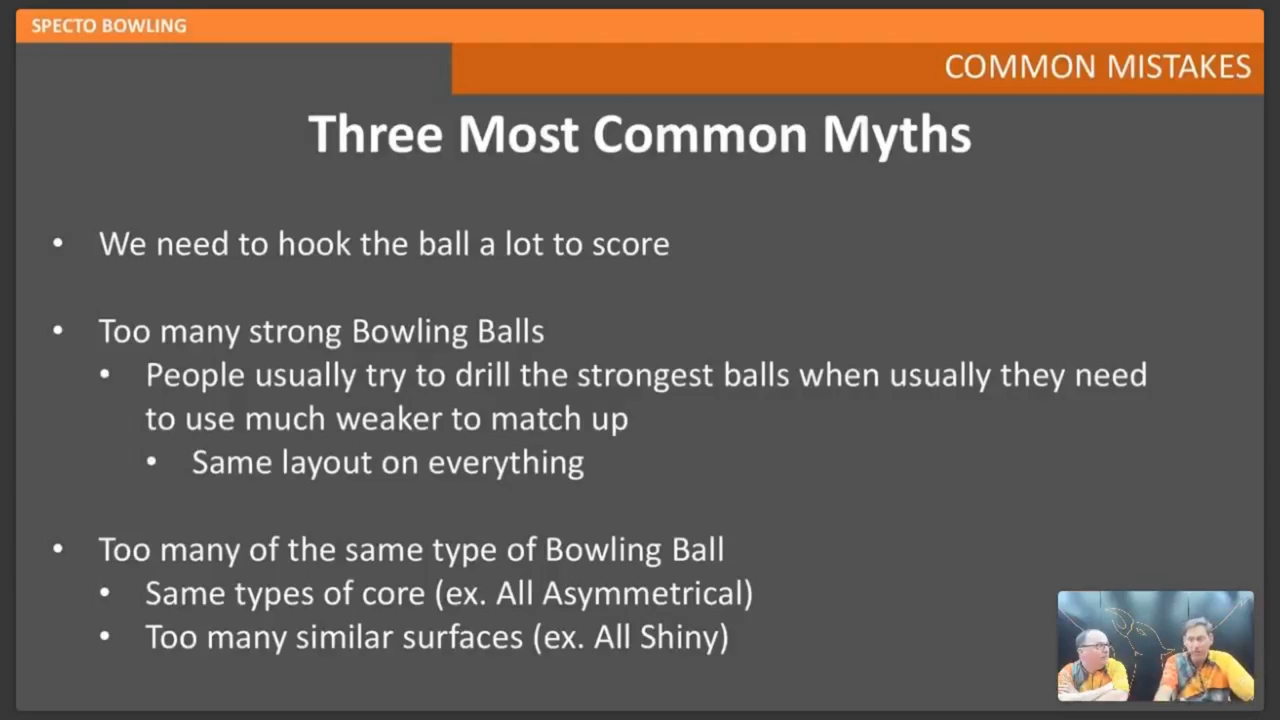 SPECTO BOWLING
COMMON MISTAKES
Three Most Common Myths
• We need to hook the ball a lot to score
• Too many strong Bowling Balls
• People usually try to drill the strongest balls when usually they need
to use much weaker to match up
• Same layout on everything
• Too many of the same type of Bowling Ball
• Same types of core (ex. All Asymmetrical)
• Too many similar surfaces (ex. All Shiny)